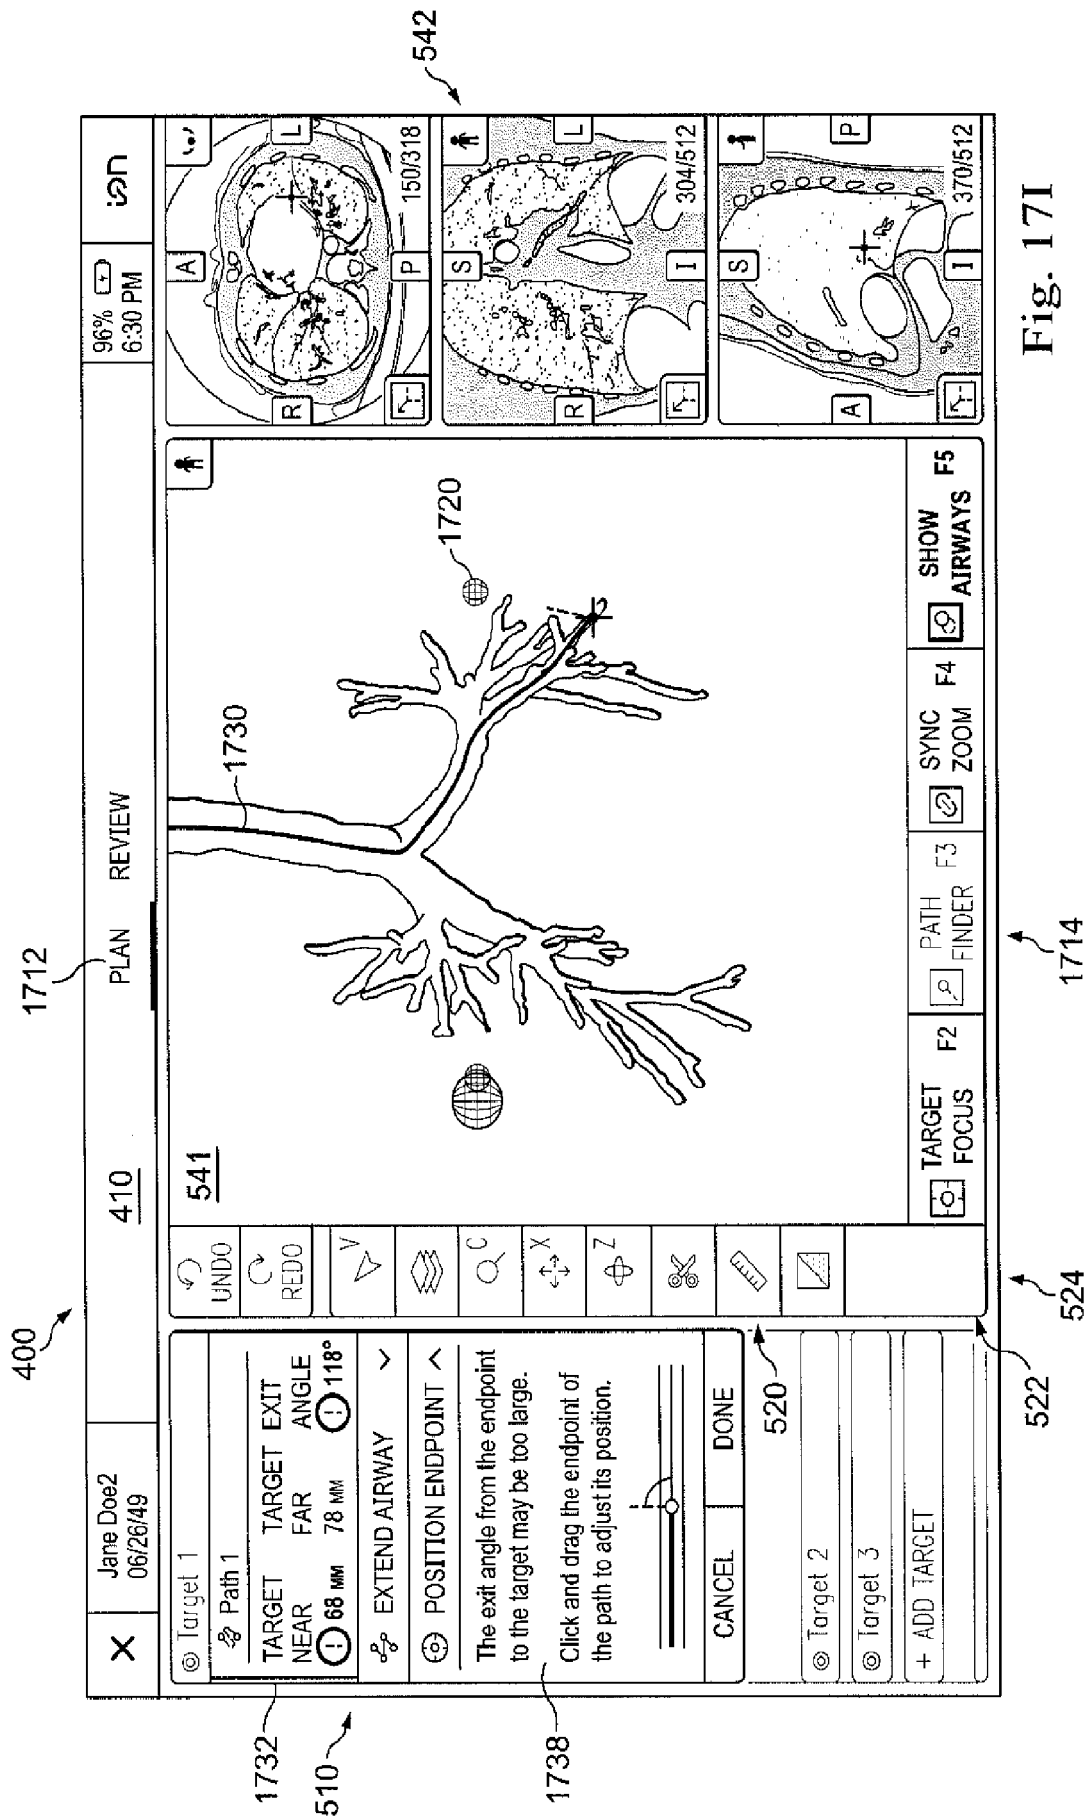 400
410
1712
542
X
Jane Doe2
06/26/49
PLAN
REVIEW
96%
6:30 PM
Target 1
Path 1
TARGET NEAR
TARGET FAR
EXIT ANGLE
68 MM
78 MM
118°
EXTEND AIRWAY
POSITION ENDPOINT
The exit angle from the endpoint
to the target may be too large.
Click and drag the endpoint of
the path to adjust its position.
CANCEL
DONE
Target 2
Target 3
+ ADD TARGET
1732
510
1738
520
522
524
UNDO
REDO
V
C
X
Z
541
1730
1720
TARGET
FOCUS
F2
PATH
FINDER
F3
SYNC
ZOOM
F4
SHOW
AIRWAYS
F5
1714
A
R
L
P
150/318
S
R
L
I
304/512
S
A
P
I
370/512
Fig. 17I